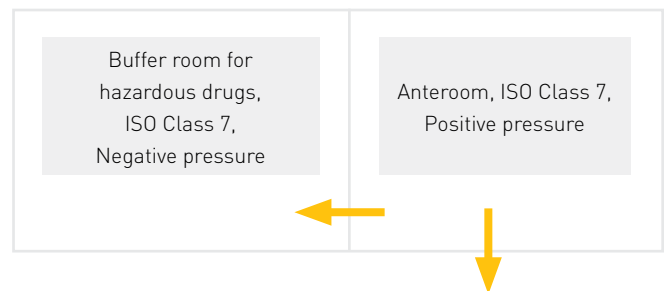 Buffer room for
hazardous drugs,
ISO Class 7,
Negative pressure
Anteroom, ISO Class 7,
Positive pressure